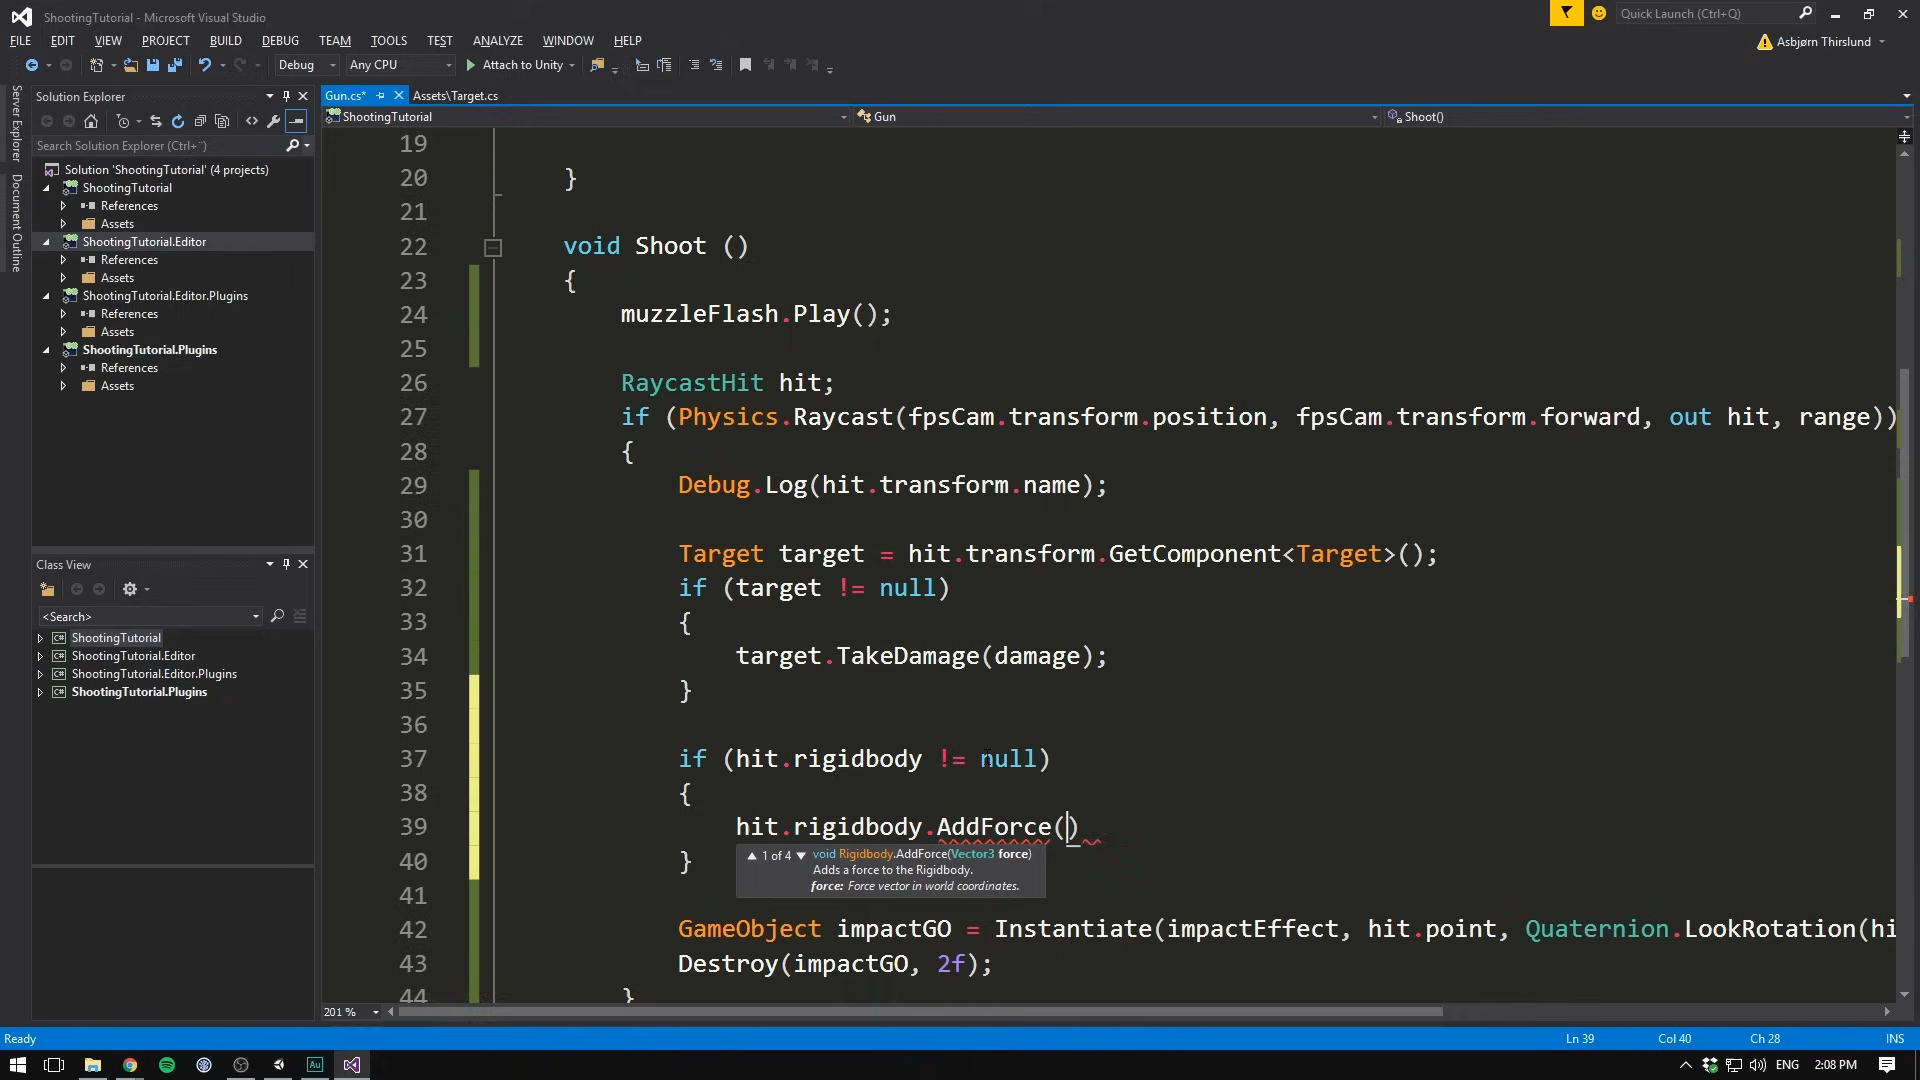 ShootingTutorial - Microsoft Visual Studio
Quick Launch (Ctrl+Q)
FILE EDIT VIEW PROJECT BUILD DEBUG TEAM TOOLS TEST ANALYZE WINDOW HELP
Asbjørn Thirslund
Debug Any CPU Attach to Unity
Server Explorer
Document Outline
Solution Explorer
Search Solution Explorer (Ctrl+¨)
Solution 'ShootingTutorial' (4 projects)
ShootingTutorial
References
Assets
ShootingTutorial.Editor
References
Assets
ShootingTutorial.Editor.Plugins
References
Assets
ShootingTutorial.Plugins
References
Assets
Class View
<Search>
ShootingTutorial
ShootingTutorial.Editor
ShootingTutorial.Editor.Plugins
ShootingTutorial.Plugins
Gun.cs* Assets\Target.cs
ShootingTutorial Gun Shoot()
19
20 }
21
22 void Shoot ()
23 {
24 muzzleFlash.Play();
25
26 RaycastHit hit;
27 if (Physics.Raycast(fpsCam.transform.position, fpsCam.transform.forward, out hit, range))
28 {
29 Debug.Log(hit.transform.name);
30
31 Target target = hit.transform.GetComponent<Target>();
32 if (target != null)
33 {
34 target.TakeDamage(damage);
35 }
36
37 if (hit.rigidbody != null)
38 {
39 hit.rigidbody.AddForce()
1 of 4 void Rigidbody.AddForce(Vector3 force)
Adds a force to the Rigidbody.
force: Force vector in world coordinates.
40 }
41
42 GameObject impactGO = Instantiate(impactEffect, hit.point, Quaternion.LookRotation(hi
43 Destroy(impactGO, 2f);
44 }
201 %
Ready Ln 39 Col 40 Ch 28 INS
Au ENG 2:08 PM